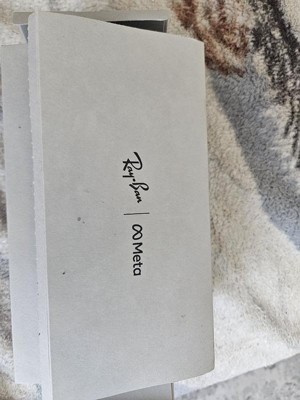 Ray-Ban | ∞ Meta